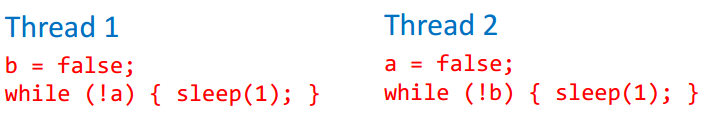 Thread 1
b = false;
while (!a) { sleep(1); }
Thread 2
a = false;
while (!b) { sleep(1); }